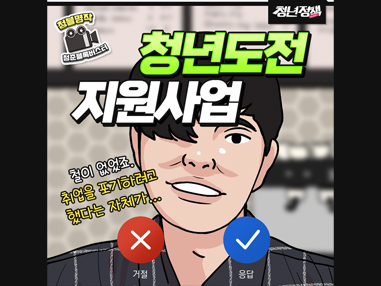 청불명작
청춘블록버스터
청년정책
청년도전
지원사업
철이 없었죠.
취업을 포기하려고
했다는 자체가...
거절
응답